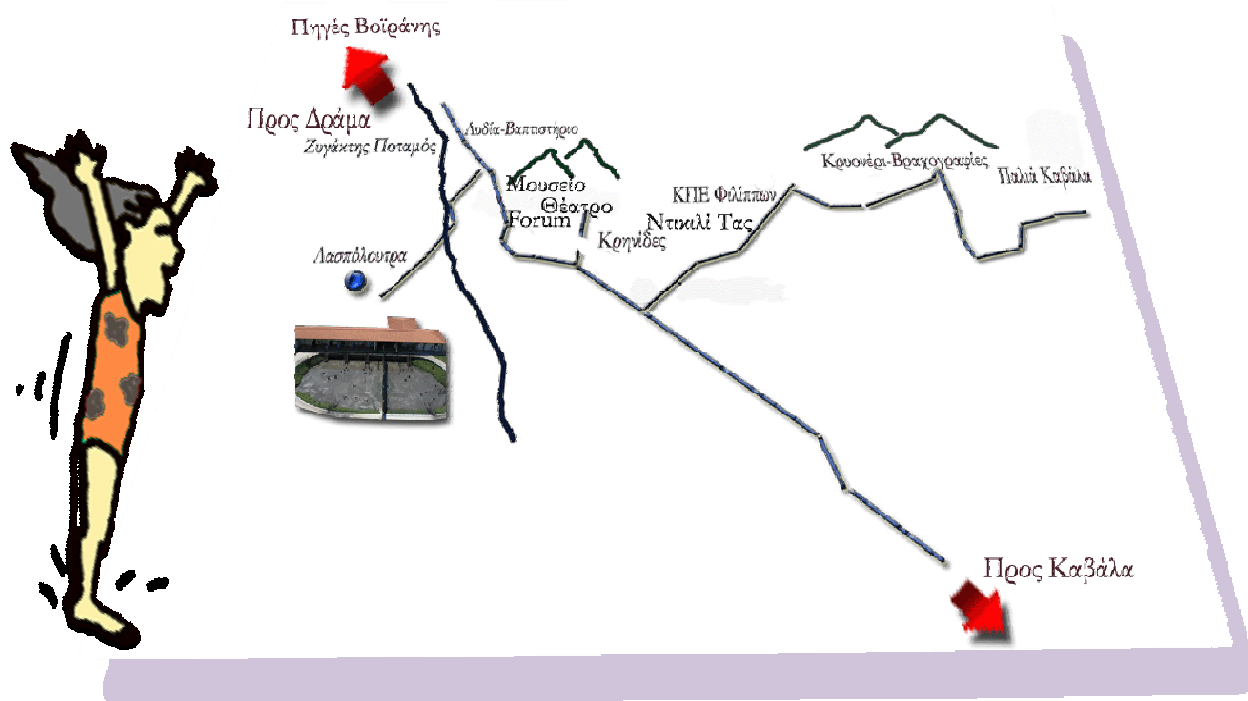 Πηγές Βοϊράνης
Προς Δράμα
Ζυγάκτης Ποταμός
Λυδία-Βαπτιστήριο
Μουσείο
Θέατρο
Forum
Κρηνίδες
Λασπόλουτρα
ΚΠΕ Φιλίππων
Ντικιλί Τας
Κρυονέρι-Βραχογραφίες
Παλιά Καβάλα
Προς Καβάλα